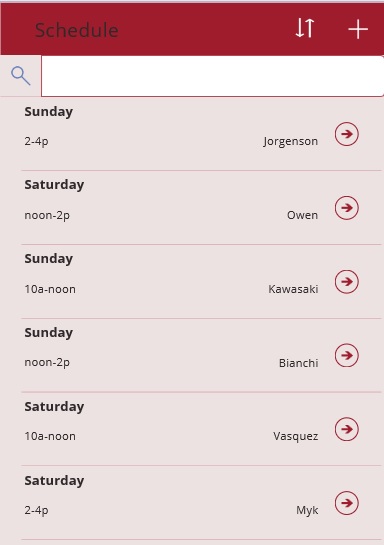 Schedule
Sunday
2-4p Jorgenson
Saturday
noon-2p Owen
Sunday
10a-noon Kawasaki
Sunday
noon-2p Bianchi
Saturday
10a-noon Vasquez
Saturday
2-4p Myk